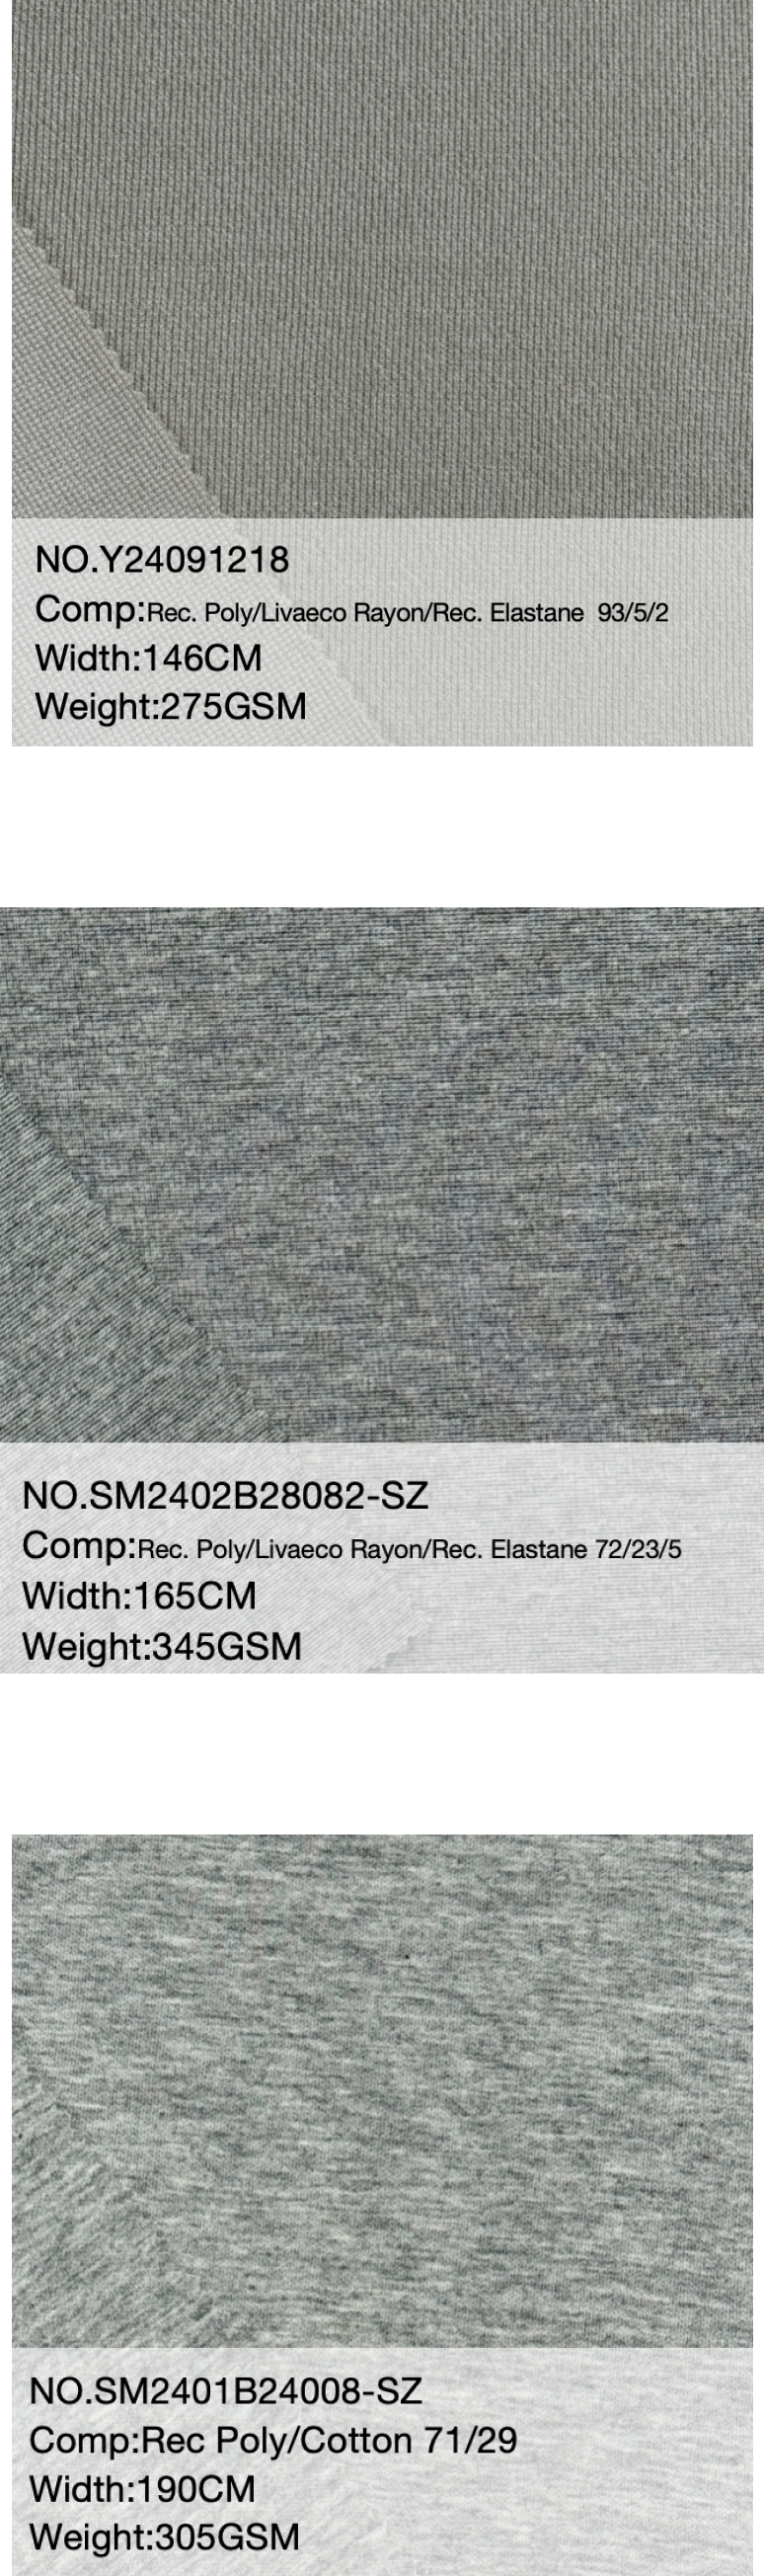 NO.Y24091218
Comp:Rec. Poly/Livaeco Rayon/Rec. Elastane 93/5/2
Width:146CM
Weight:275GSM
NO.SM2402B28082-SZ
Comp:Rec. Poly/Livaeco Rayon/Rec. Elastane 72/23/5
Width:165CM
Weight:345GSM
NO.SM2401B24008-SZ
Comp:Rec Poly/Cotton 71/29
Width:190CM
Weight:305GSM